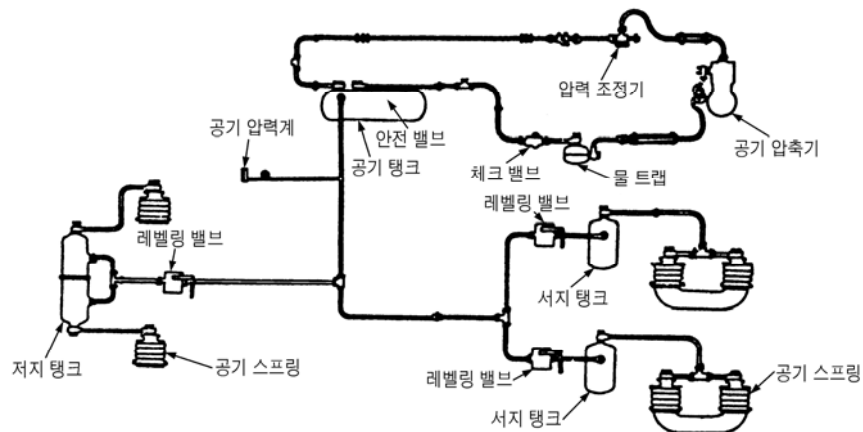 압력 조정기
공기 압력계
안전 밸브
공기 탱크
공기 압축기
체크 밸브
물 트랩
레벨링 밸브
레벨링 밸브
서지 탱크
저지 탱크
공기 스프링
레벨링 밸브
서지 탱크
공기 스프링